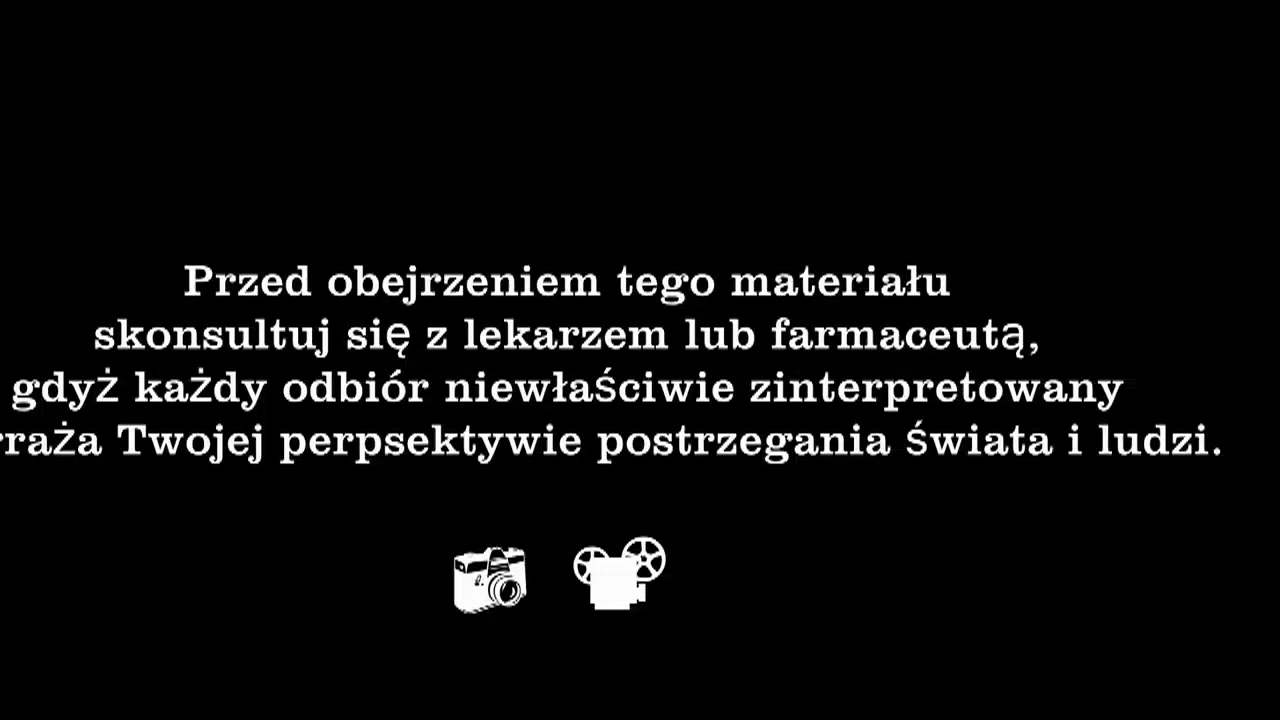 Przed obejrzeniem tego materiału
skonsultuj się z lekarzem lub farmaceutą,
gdyż każdy odbiór niewłaściwie zinterpretowany
Twojej perpsektywie postrzegania świata i ludzi.